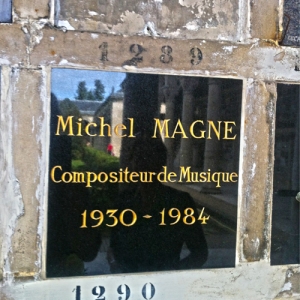 1289
Michel MAGNE
Compositeur de Musique
1930 - 1984
1290